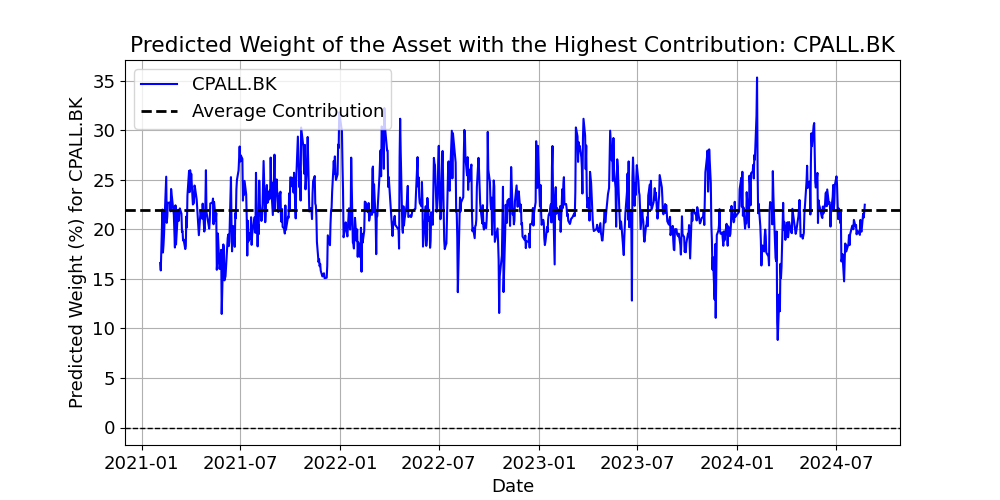 Predicted Weight of the Asset with the Highest Contribution: CPALL.BK
CPALL.BK
Average Contribution
Predicted Weight (%) for CPALL.BK
35
30
25
20
15
10
5
0
2021-01 2021-07 2022-01 2022-07 2023-01 2023-07 2024-01 2024-07
Date